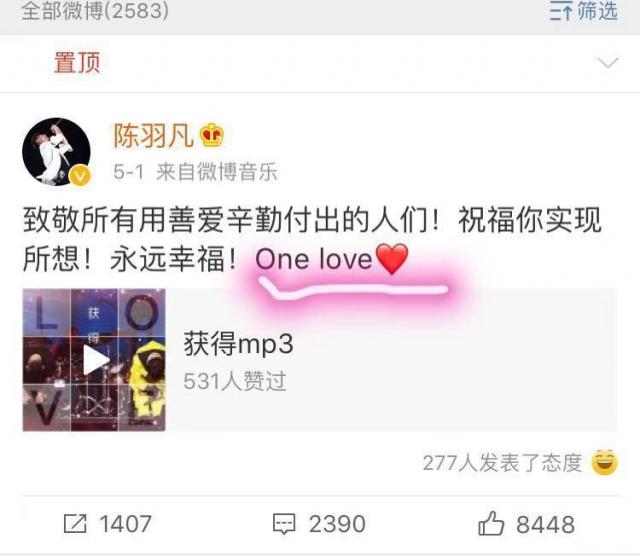 全部微博(2583)
筛选
置顶
陈羽凡
5-1 来自微博音乐
致敬所有用善爱辛勤付出的人们！祝福你实现
所想！永远幸福！One love❤️
L O
V E
获得
获得mp3
531人赞过
277人发表了态度
1407
2390
8448